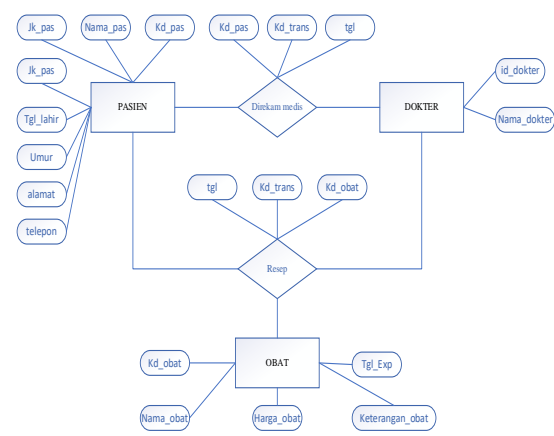 Jk_pas
Nama_pas
Kd_pas
Kd_pas
Kd_trans
tgl
Jk_pas
Tgl_lahir
Umur
alamat
telepon
PASIEN
Direkam medis
DOKTER
id_dokter
Nama_dokter
tgl
Kd_trans
Kd_obat
Resep
OBAT
Kd_obat
Nama_obat
Harga_obat
Tgl_Exp
Keterangan_obat